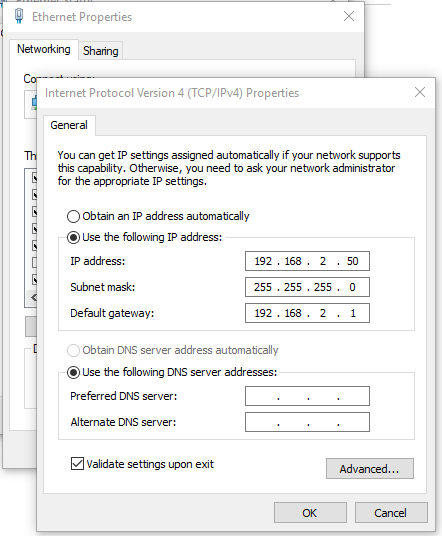 Ethernet Properties
Networking
Sharing
Connect using:
Internet Protocol Version 4 (TCP/IPv4) Properties
General
You can get IP settings assigned automatically if your network supports
this capability. Otherwise, you need to ask your network administrator
for the appropriate IP settings.
Obtain an IP address automatically
Use the following IP address:
IP address: 192 . 168 . 2 . 50
Subnet mask: 255 . 255 . 255 . 0
Default gateway: 192 . 168 . 2 . 1
Obtain DNS server address automatically
Use the following DNS server addresses:
Preferred DNS server: . . .
Alternate DNS server: . . .
Validate settings upon exit
Advanced...
OK Cancel